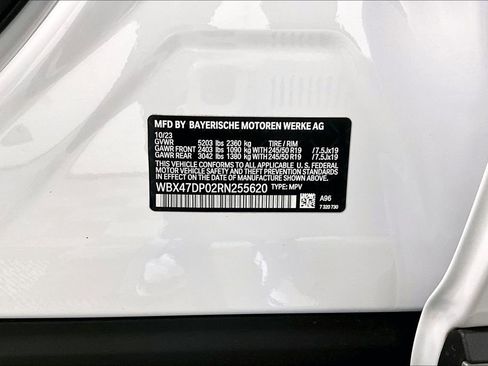 MFD BY BAYERISCHE MOTOREN WERKE AG
10/23
GVWR 5203 lbs 2360 kg TIRE / RIM
GAWR FRONT 2403 lbs 1090 kg WITH 245/50 R19 /7.5Jx19
GAWR REAR 3042 lbs 1380 kg WITH 245/50 R19 /7.5Jx19
THIS VEHICLE CONFORMS TO ALL APPLICABLE U. S. FEDERAL
MOTOR VEHICLE SAFETY, BUMPER, AND THEFT PREVENTION
STANDARDS IN EFFECT ON THE DATE OF MANUFACTURE SHOWN ABOVE.
WBX47DP02RN255620 TYPE: MPV
A96
7 320 730